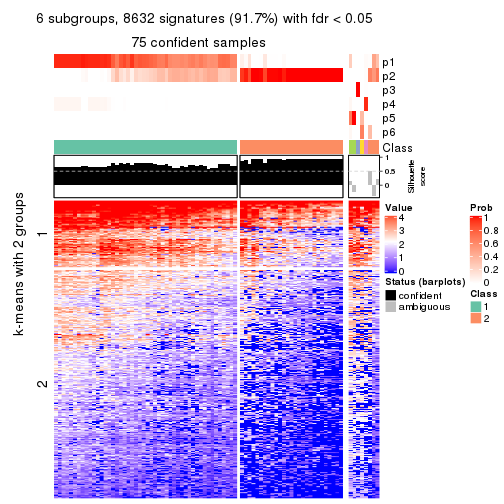 6 subgroups, 8632 signatures (91.7%) with fdr < 0.05
75 confident samples
p1
p2
p3
p4
p5
p6
Class
1
0.5
0
Silhouette
score
k-means with 2 groups
1
2
Value
4
3
2
1
0
Prob
1
0.8
0.6
0.4
0.2
0
Status (barplots)
confident
ambiguous
Class
1
2